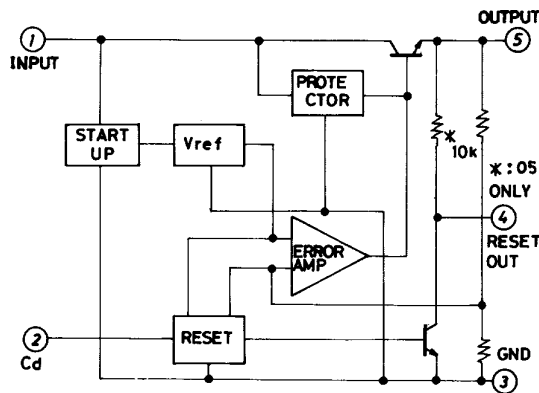 OUTPUT
1
5
INPUT
PROTE
CTOR
START
UP
Vref
*
10k
*:05
ONLY
4
RESET
OUT
ERROR
AMP
2
Cd
RESET
GND
3